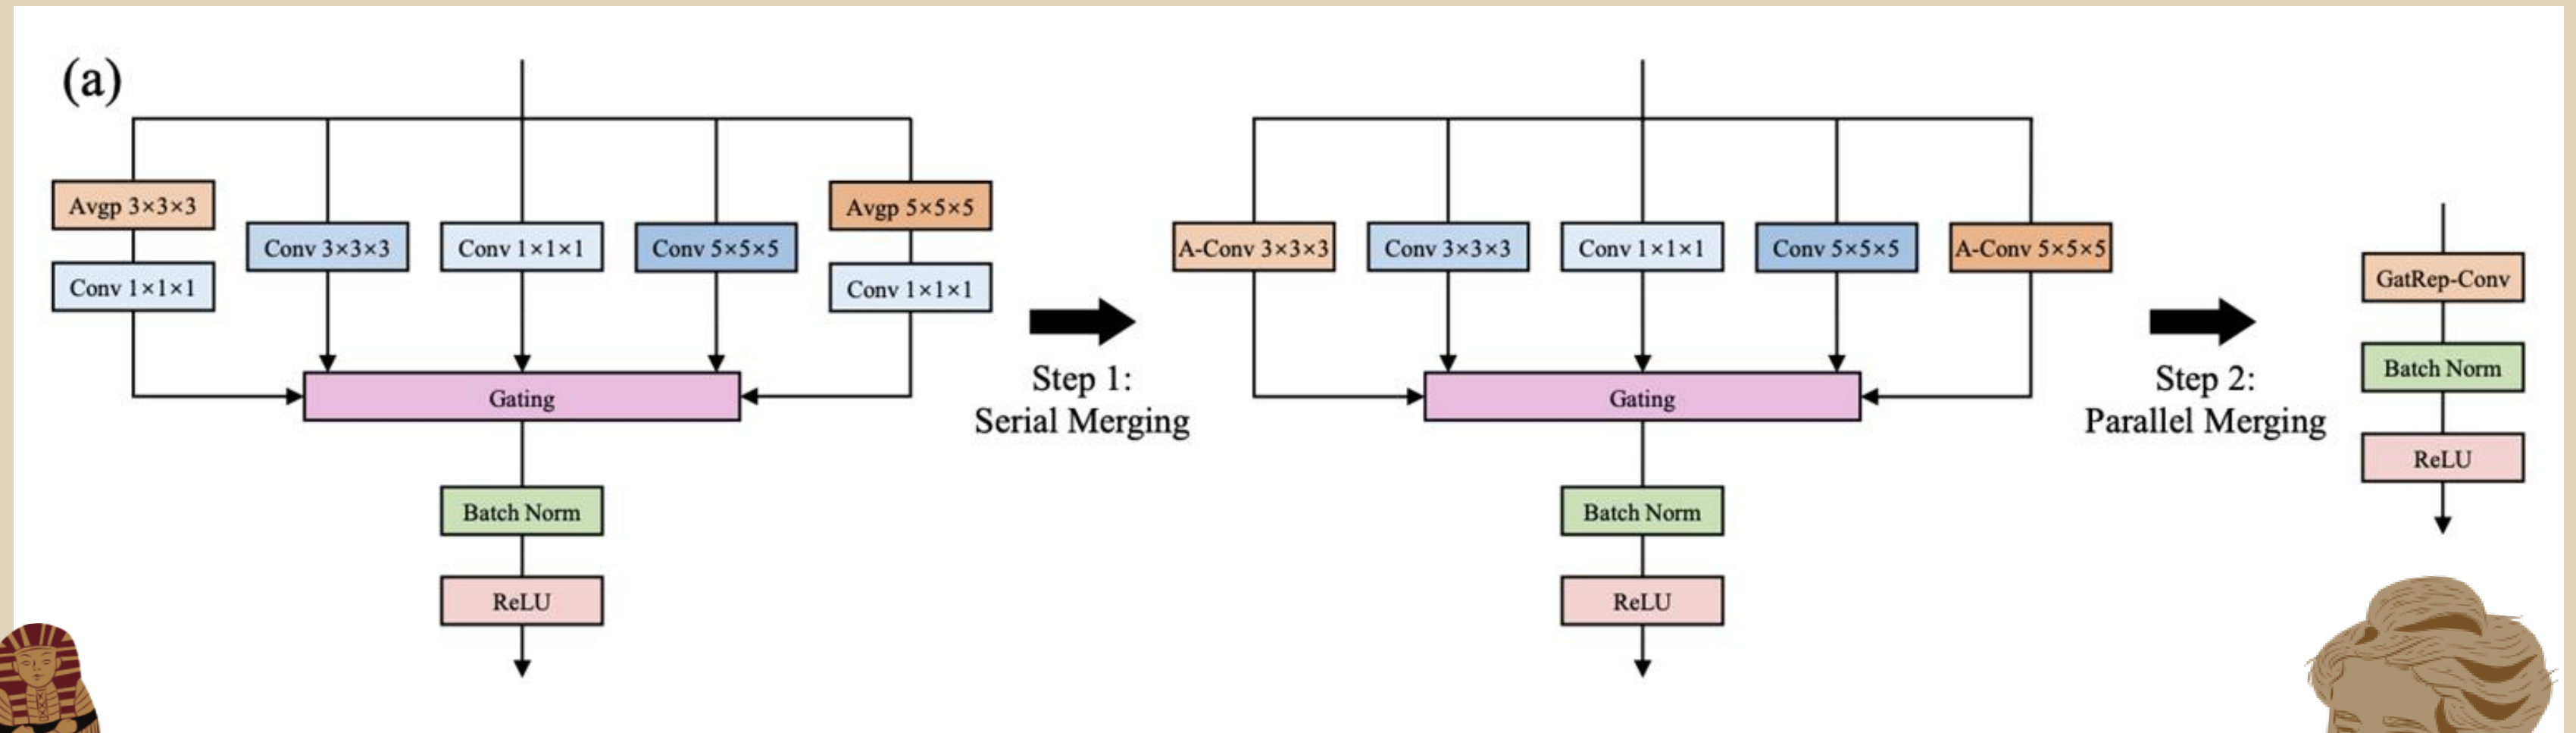 (a)
Avgp 3×3×3
Avgp 5×5×5
Conv 3×3×3
Conv 1×1×1
Conv 5×5×5
Conv 1×1×1
Conv 1×1×1
Gating
Batch Norm
ReLU
Step 1:
Serial Merging
A-Conv 3×3×3
Conv 3×3×3
Conv 1×1×1
Conv 5×5×5
A-Conv 5×5×5
Gating
Batch Norm
ReLU
Step 2:
Parallel Merging
GatRep-Conv
Batch Norm
ReLU